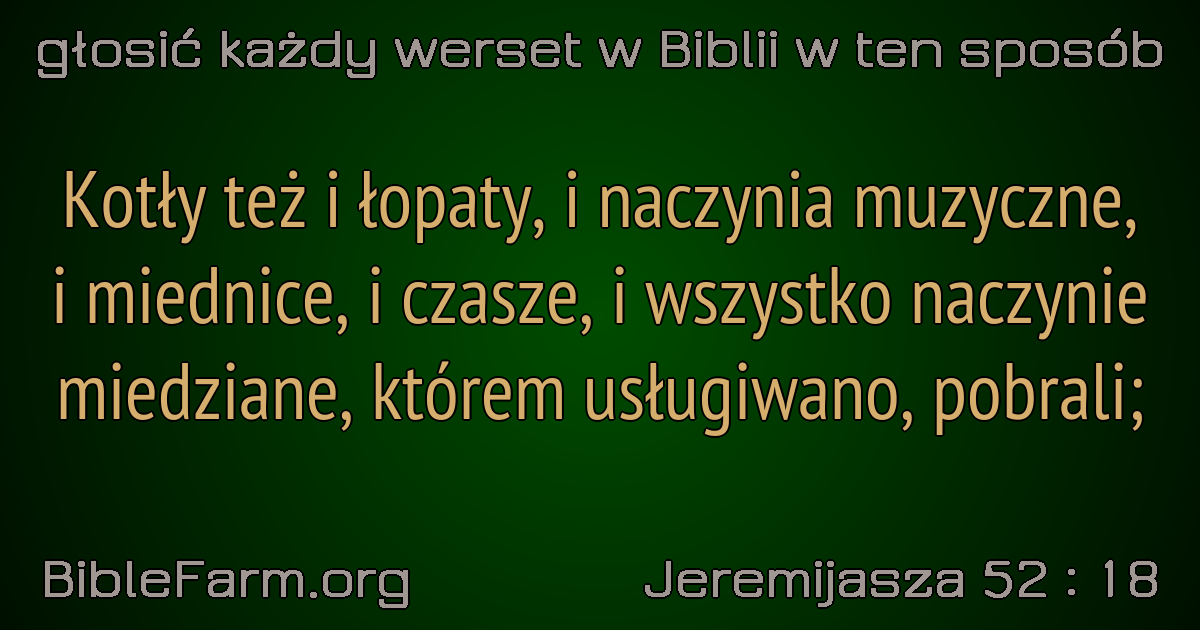 głosić każdy werset w Biblii w ten sposób
Kotły też i łopaty, i naczynia muzyczne,
i miednice, i czasze, i wszystko naczynie
miedziane, którem usługiwano, pobrali;
BibleFarm.org
Jeremijasza 52 : 18